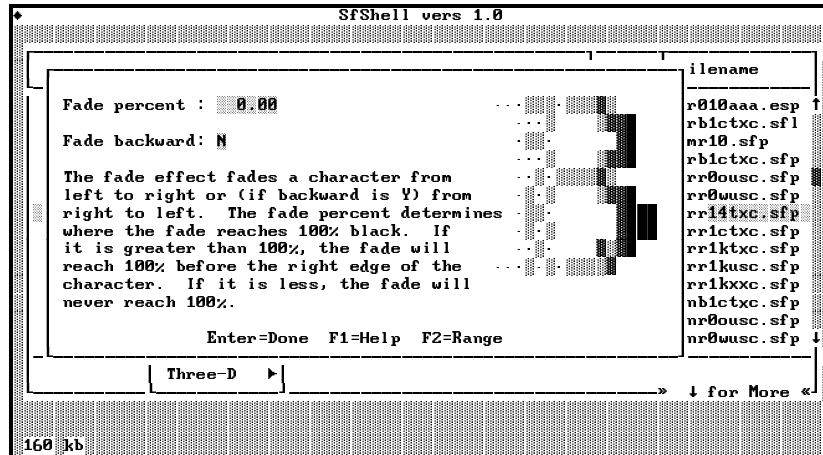 SfShell vers 1.0
ilename
Fade percent : 0.00
r010aaa.esp ↑
rb1ctxc.sfl
Fade backward: N
mr10.sfp
rb1ctxc.sfp
The fade effect fades a character from
rr0ousc.sfp
left to right or (if backward is Y) from
rr0wusc.sfp
right to left. The fade percent determines
rr14txc.sfp
where the fade reaches 100% black. If
rr1ctxc.sfp
it is greater than 100%, the fade will
rr1ktxc.sfp
reach 100% before the right edge of the
rr1kusc.sfp
character. If it is less, the fade will
rr1kxxc.sfp
never reach 100%.
nb1ctxc.sfp
nr0ousc.sfp
Enter=Done F1=Help F2=Range
nr0wusc.sfp ↓
Three-D ►
» ↓ for More «
160 kb